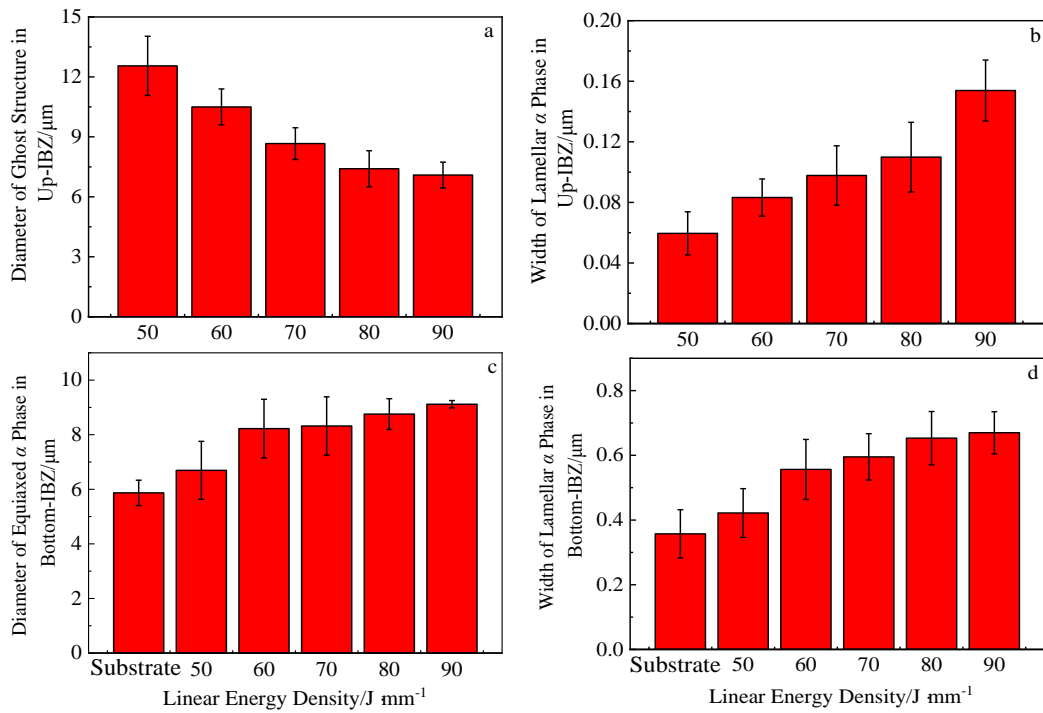 a
15
12
9
6
3
0
Diameter of Ghost Structure in
Up-IBZ/μm
50 60 70 80 90
b
0.20
0.16
0.12
0.08
0.04
0.00
Width of Lamellar α Phase in
Up-IBZ/μm
50 60 70 80 90
c
10
8
6
4
2
0
Diameter of Equiaxed α Phase in
Bottom-IBZ/μm
Substrate 50 60 70 80 90
Linear Energy Density/J·mm⁻¹
d
0.8
0.6
0.4
0.2
0.0
Width of Lamellar α Phase in
Bottom-IBZ/μm
Substrate 50 60 70 80 90
Linear Energy Density/J·mm⁻¹